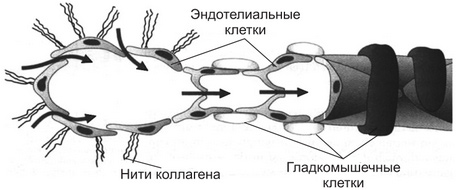 Эндотелиальные
клетки
Нити коллагена
Гладкомышечные
клетки